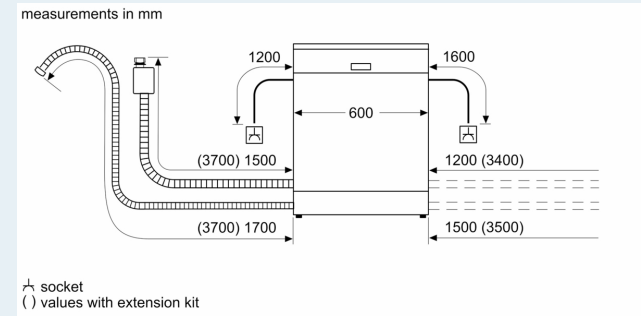 measurements in mm
1200
1600
600
(3700) 1500
1200 (3400)
(3700) 1700
1500 (3500)
socket
( ) values with extension kit